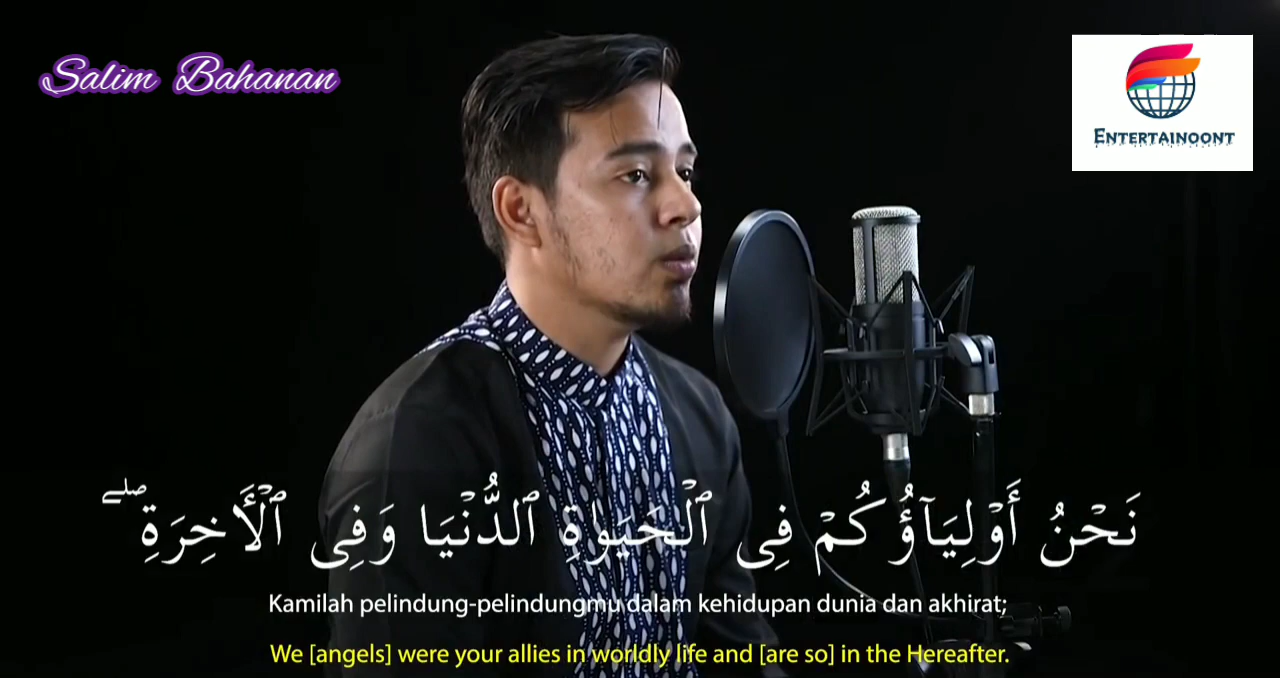 Salim Bahanan
ENTERTAINOONT
نَحْنُ أَوْلِيَآؤُكُمْ فِى ٱلْحَيَوٰةِ ٱلدُّنْيَا وَفِى ٱلْأَخِرَةِ ۖ
Kamilah pelindung-pelindungmu dalam kehidupan dunia dan akhirat;
We [angels] were your allies in worldly life and [are so] in the Hereafter.